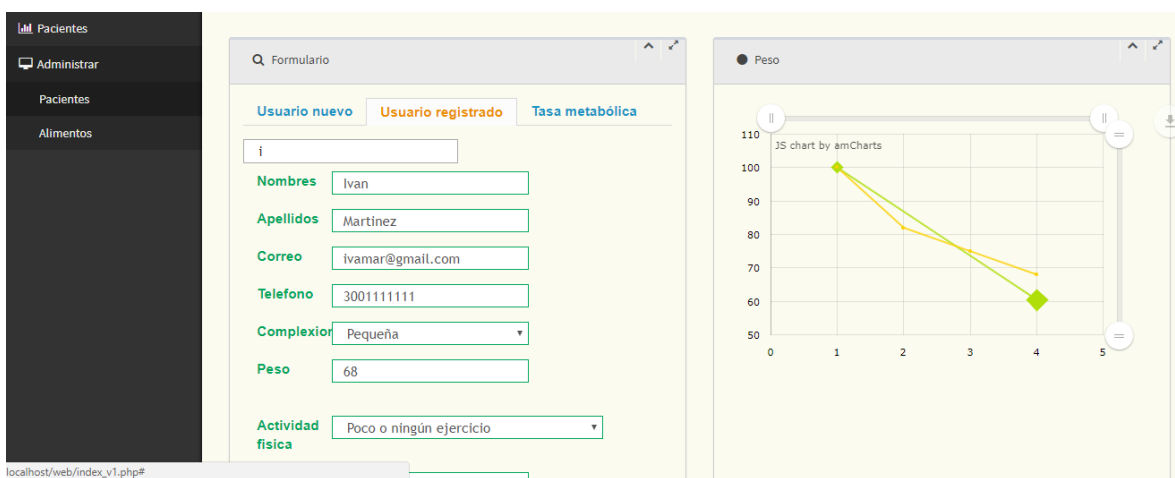 Pacientes
Administrar
Pacientes
Alimentos
Formulario
Usuario nuevo Usuario registrado Tasa metabólica
i
Nombres Ivan
Apellidos Martinez
Correo ivamar@gmail.com
Telefono 3001111111
Complexion Pequeña
Peso 68
Actividad fisica Poco o ningún ejercicio
localhost/web/index_v1.php#
Peso
JS chart by amCharts
110
100
90
80
70
60
50
0 1 2 3 4 5